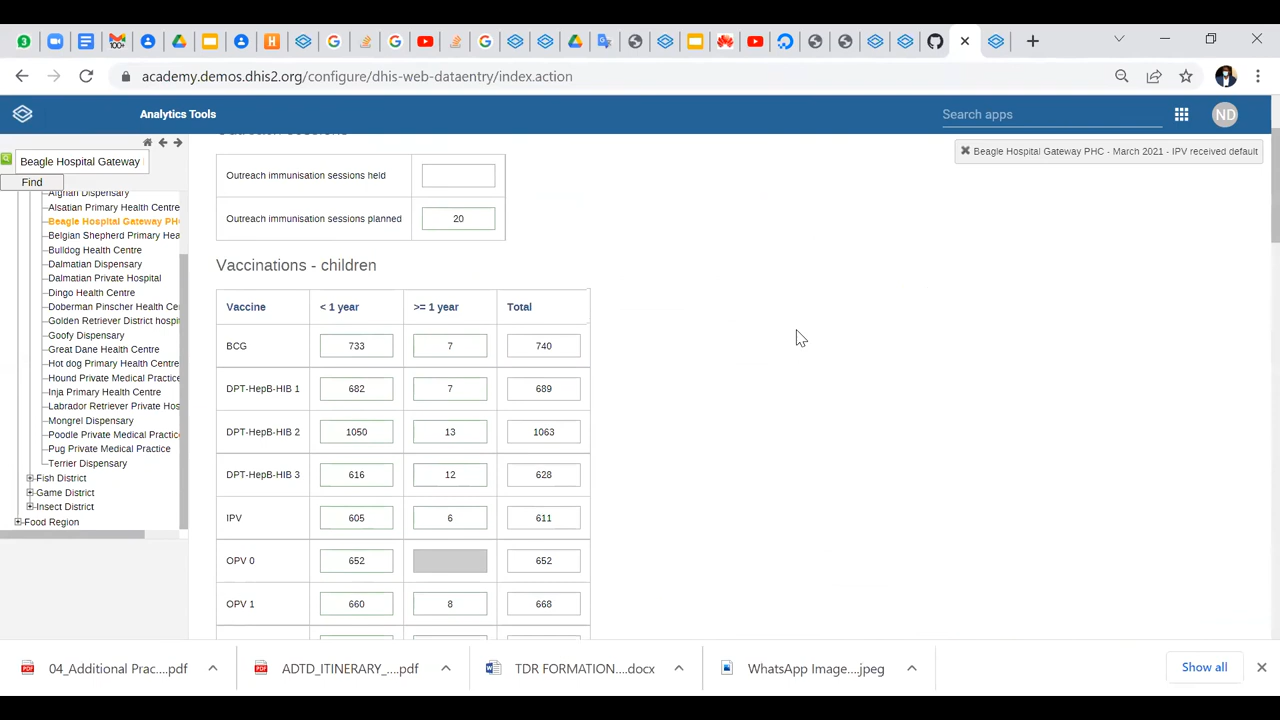 3
100+
H
academy.demos.dhis2.org/configure/dhis-web-dataentry/index.action
Analytics Tools
Search apps
ND
Beagle Hospital Gateway
Find
Beagle Hospital Gateway PHC - March 2021 - IPV received default
Afghan Dispensary
Alsatian Primary Health Centre
Beagle Hospital Gateway PH
Belgian Shepherd Primary Hea
Bulldog Health Centre
Dalmatian Dispensary
Dalmatian Private Hospital
Dingo Health Centre
Doberman Pinscher Health Ce
Golden Retriever District hospi
Goofy Dispensary
Great Dane Health Centre
Hot dog Primary Health Centre
Hound Private Medical Practice
Inja Primary Health Centre
Labrador Retriever Private Hos
Mongrel Dispensary
Poodle Private Medical Practic
Pug Private Medical Practice
Terrier Dispensary
Fish District
Game District
Insect District
Food Region
Outreach immunisation sessions held
Outreach immunisation sessions planned 20
Vaccinations - children
Vaccine < 1 year >= 1 year Total
BCG 733 7 740
DPT-HepB-HIB 1 682 7 689
DPT-HepB-HIB 2 1050 13 1063
DPT-HepB-HIB 3 616 12 628
IPV 605 6 611
OPV 0 652 652
OPV 1 660 8 668
04_Additional Prac....pdf
ADTD_ITINERARY_....pdf
TDR FORMATION....docx
WhatsApp Image....jpeg
Show all